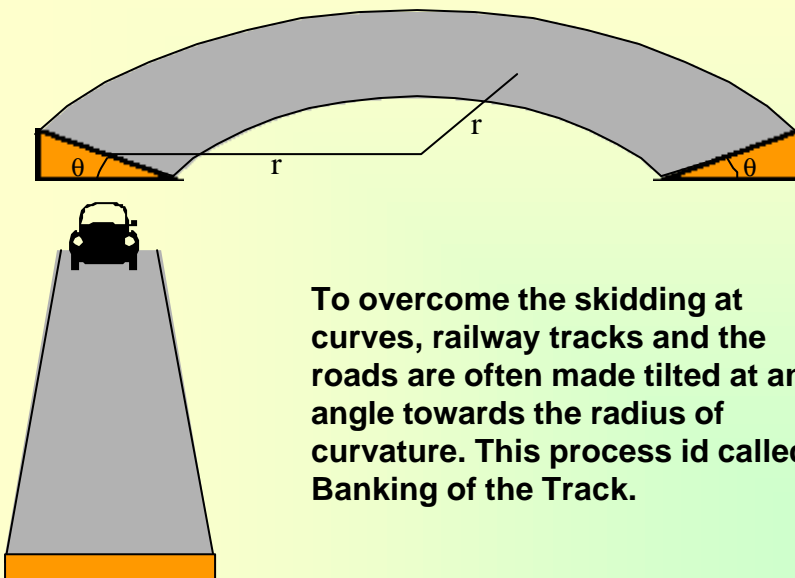 r
θ
r
θ
To overcome the skidding at
curves, railway tracks and the
roads are often made tilted at an
angle towards the radius of
curvature. This process id called
Banking of the Track.